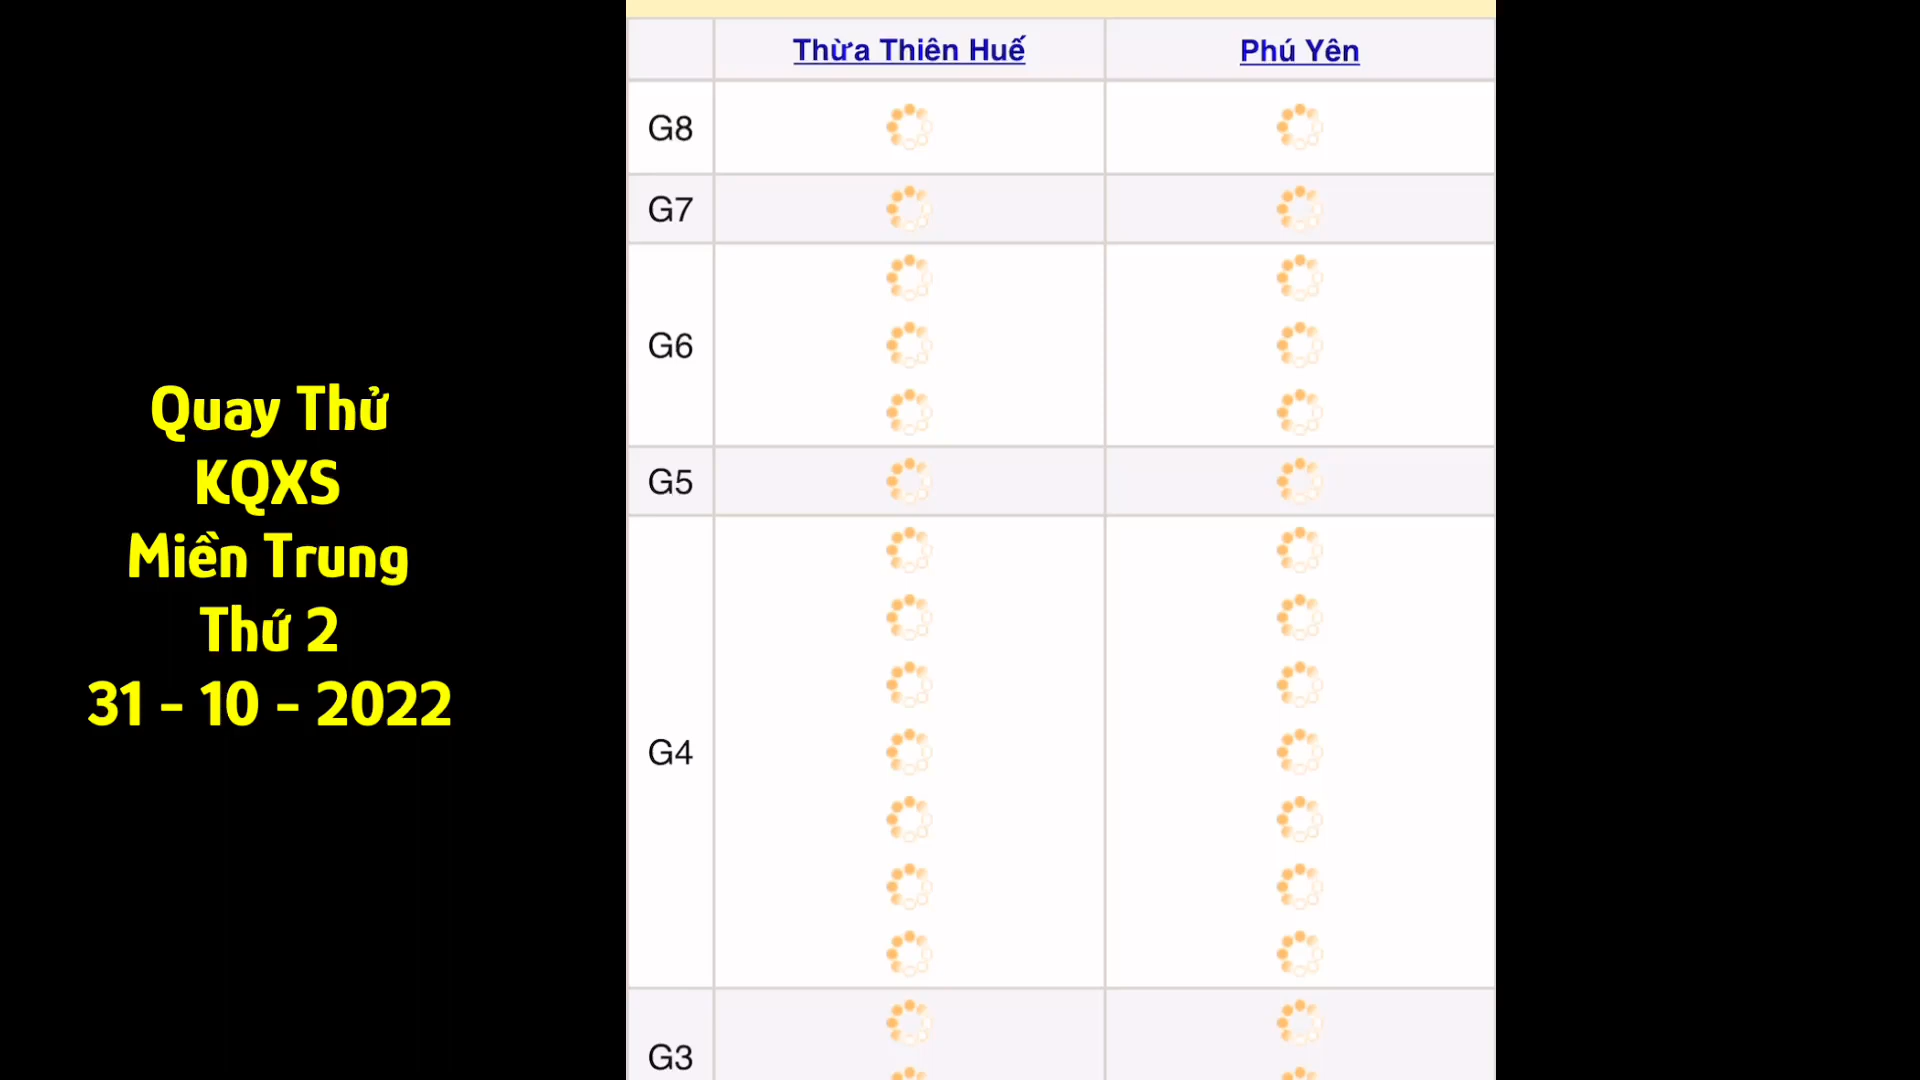 Quay Thử
KQXS
Miền Trung
Thứ 2
31 - 10 - 2022
Thừa Thiên Huế Phú Yên
G8
G7
G6
G5
G4
G3